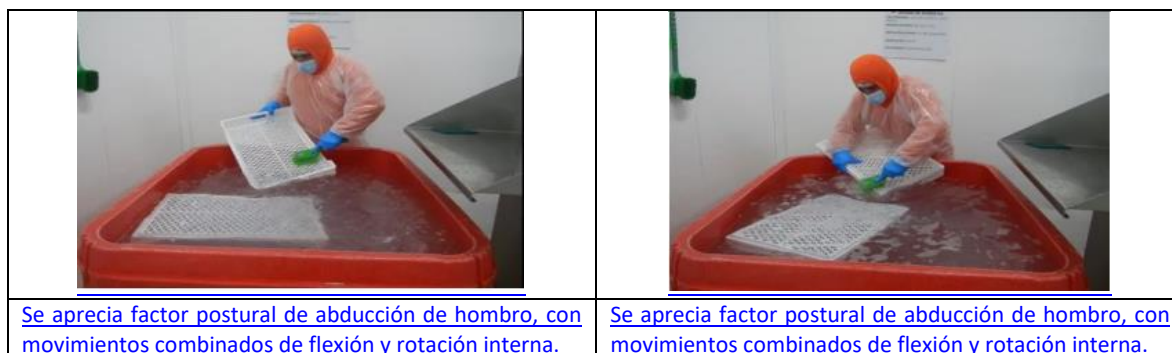 Se aprecia factor postural de abducción de hombro, con
movimientos combinados de flexión y rotación interna.
Se aprecia factor postural de abducción de hombro, con
movimientos combinados de flexión y rotación interna.